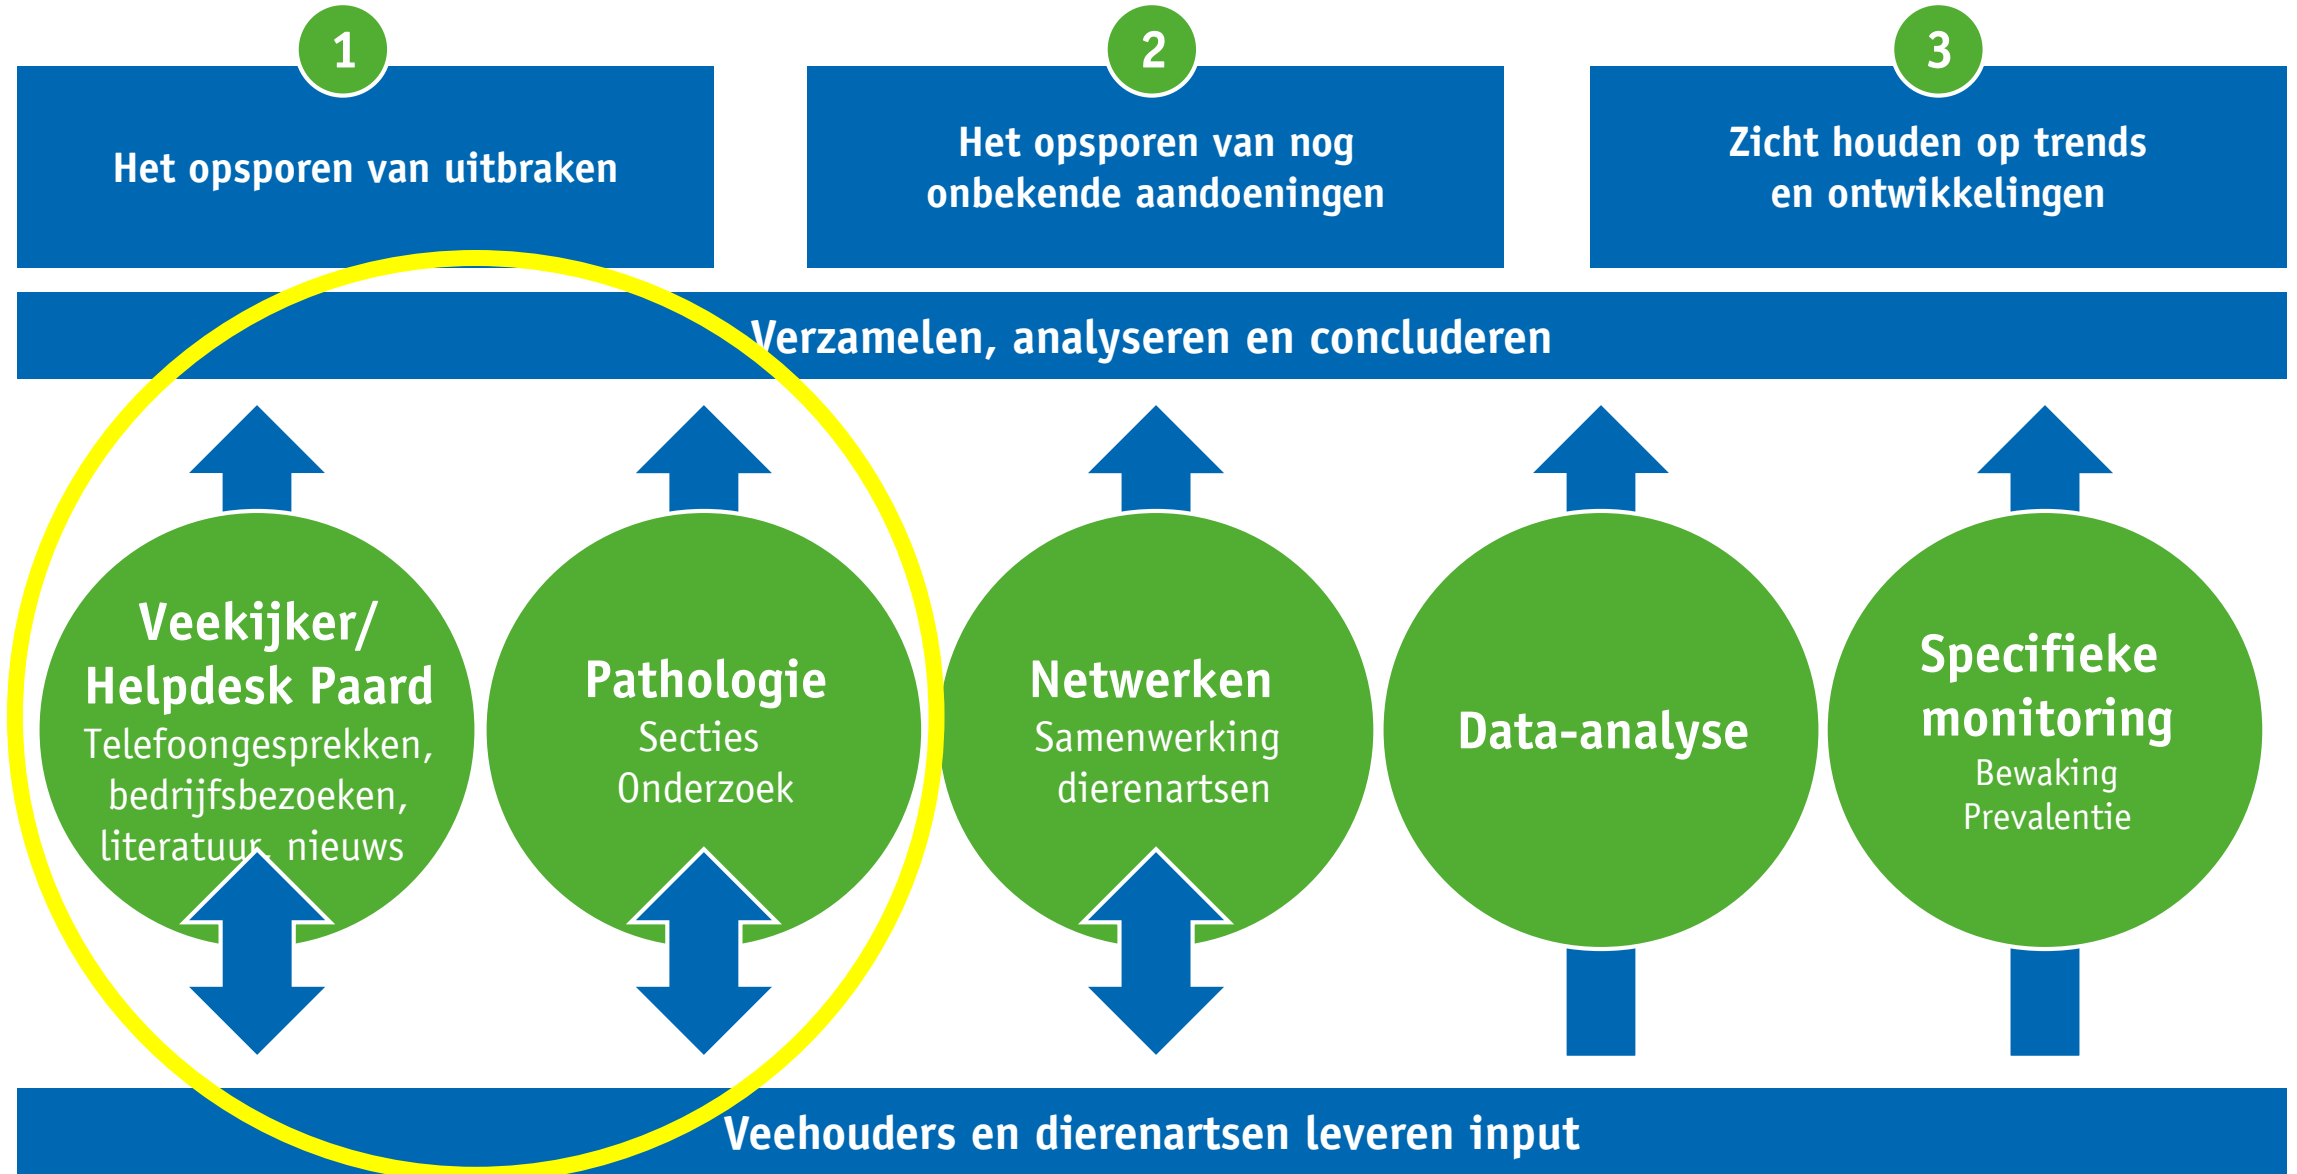 1
Het opsporen van uitbraken
2
Het opsporen van nog
onbekende aandoeningen
3
Zicht houden op trends
en ontwikkelingen
Verzamelen, analyseren en concluderen
Veekijker/
Helpdesk Paard
Telefoongesprekken,
bedrijfsbezoeken,
literatuur, nieuws
Pathologie
Secties
Onderzoek
Netwerken
Samenwerking
dierenartsen
Data-analyse
Specifieke
monitoring
Bewaking
Prevalentie
Veehouders en dierenartsen leveren input